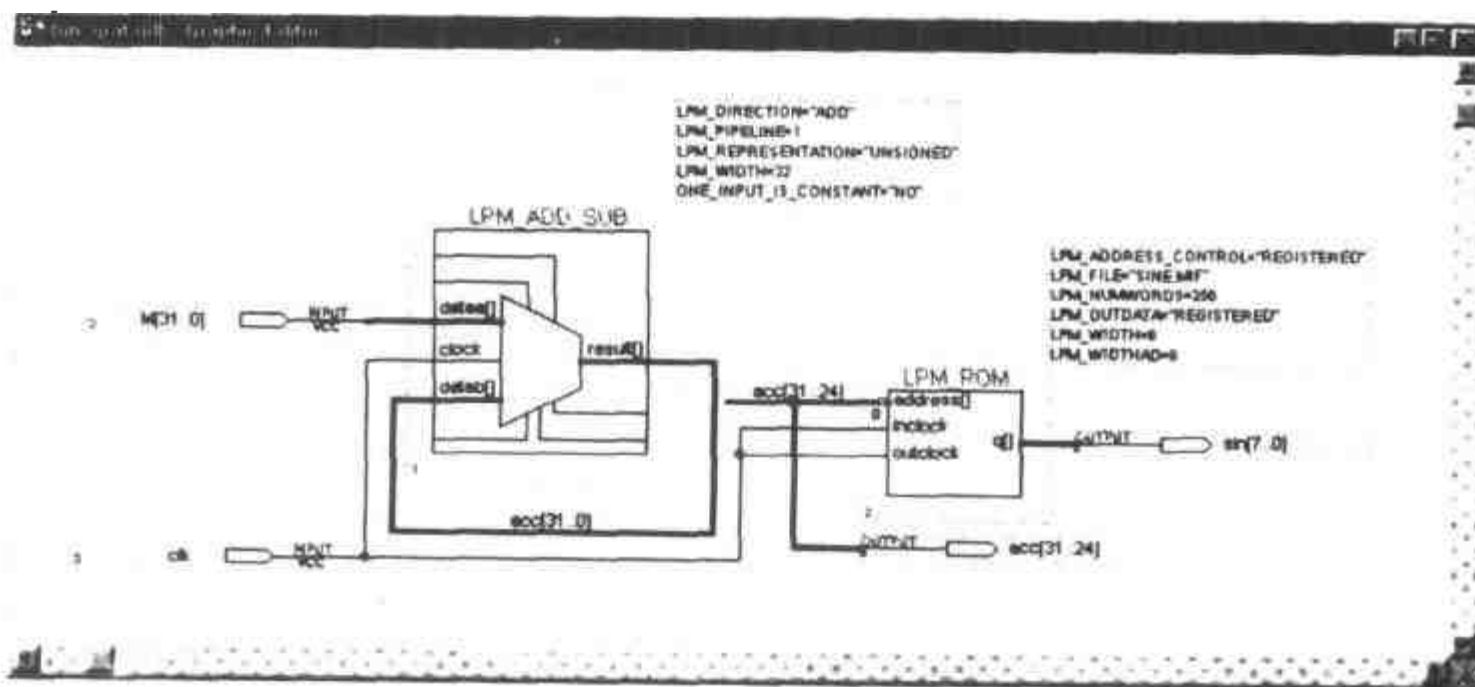 LPM_DIRECTION="ADD"
LPM_PIPELINE=1
LPM_REPRESENTATION="UNSIGNED"
LPM_WIDTH=32
ONE_INPUT_IS_CONSTANT="NO"
LPM_ADD_SUB
LPM_ADDRESS_CONTROL="REGISTERED"
LPM_FILE="SINE.MIF"
LPM_NUMWORDS=256
LPM_OUTDATA="REGISTERED"
LPM_WIDTH=8
LPM_WIDTHAD=8
M[31..0]
INPUT
VCC
dataa[]
clock
datab[]
result[]
1
acc[31..0]
clk
INPUT
VCC
LPM_ROM
acc[31..24]
address[]
inclock
outclock
q[]
2
OUTPUT
sin[7..0]
OUTPUT
acc[31..24]